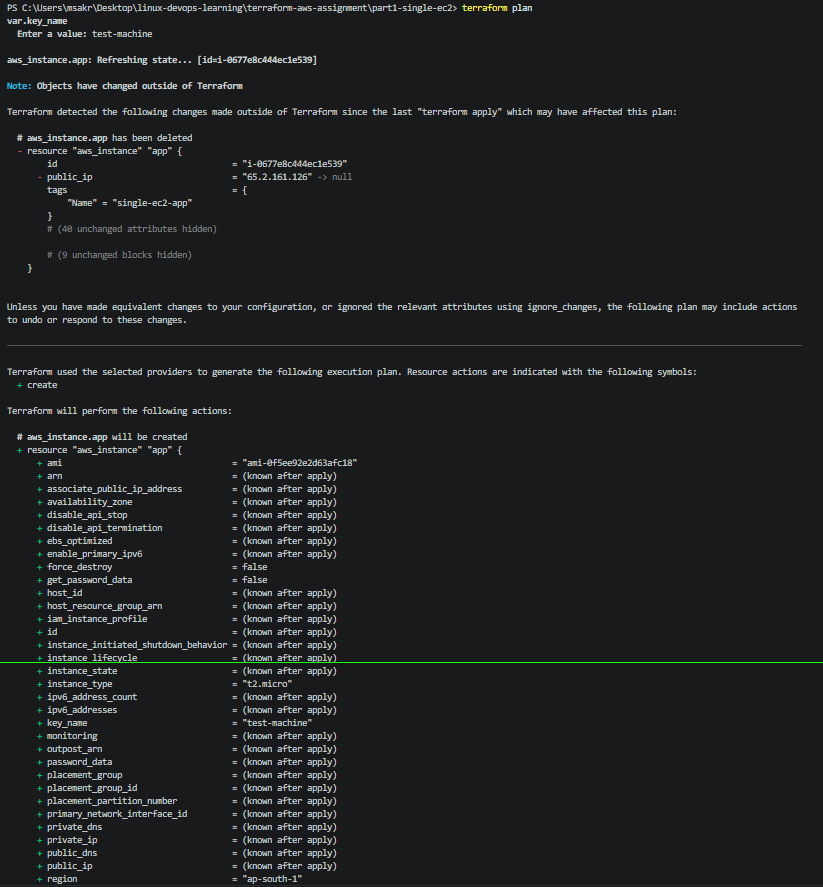 PS C:\Users\msakr\Desktop\linux-devops-learning\terraform-aws-assignment\part1-single-ec2> terraform plan
var.key_name
  Enter a value: test-machine

aws_instance.app: Refreshing state... [id=i-0677e8c444ec1e539]

Note: Objects have changed outside of Terraform

Terraform detected the following changes made outside of Terraform since the last "terraform apply" which may have affected this plan:

  # aws_instance.app has been deleted
  - resource "aws_instance" "app" {
        id                                   = "i-0677e8c444ec1e539"
      - public_ip                            = "65.2.161.126" -> null
        tags                                 = {
            "Name" = "single-ec2-app"
        }
        # (40 unchanged attributes hidden)

        # (9 unchanged blocks hidden)
    }


Unless you have made equivalent changes to your configuration, or ignored the relevant attributes using ignore_changes, the following plan may include actions
to undo or respond to these changes.

Terraform used the selected providers to generate the following execution plan. Resource actions are indicated with the following symbols:
  + create

Terraform will perform the following actions:

  # aws_instance.app will be created
  + resource "aws_instance" "app" {
      + ami                                  = "ami-0f5ee92e2d63afc18"
      + arn                                  = (known after apply)
      + associate_public_ip_address          = (known after apply)
      + availability_zone                    = (known after apply)
      + disable_api_stop                     = (known after apply)
      + disable_api_termination              = (known after apply)
      + ebs_optimized                        = (known after apply)
      + enable_primary_ipv6                  = (known after apply)
      + force_destroy                        = false
      + get_password_data                    = false
      + host_id                              = (known after apply)
      + host_resource_group_arn              = (known after apply)
      + iam_instance_profile                 = (known after apply)
      + id                                   = (known after apply)
      + instance_initiated_shutdown_behavior = (known after apply)
      + instance_lifecycle                   = (known after apply)
      + instance_state                       = (known after apply)
      + instance_type                        = "t2.micro"
      + ipv6_address_count                   = (known after apply)
      + ipv6_addresses                       = (known after apply)
      + key_name                             = "test-machine"
      + monitoring                           = (known after apply)
      + outpost_arn                          = (known after apply)
      + password_data                        = (known after apply)
      + placement_group                      = (known after apply)
      + placement_group_id                   = (known after apply)
      + placement_partition_number           = (known after apply)
      + primary_network_interface_id         = (known after apply)
      + private_dns                          = (known after apply)
      + private_ip                           = (known after apply)
      + public_dns                           = (known after apply)
      + public_ip                            = (known after apply)
      + region                               = "ap-south-1"